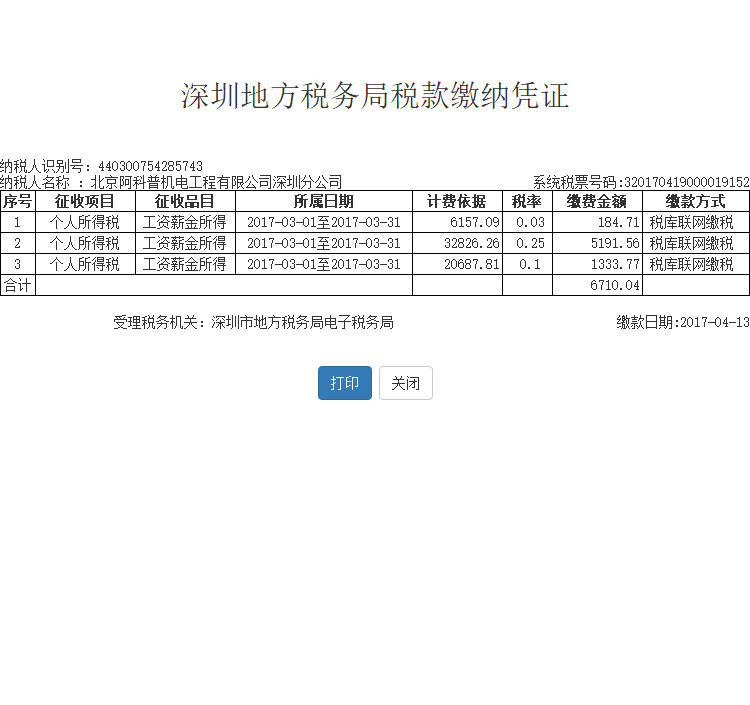 深圳地方税务局税款缴纳凭证
纳税人识别号：440300754285743
纳税人名称 ：北京阿科普机电工程有限公司深圳分公司 系统税票号码:320170419000019152
序号 征收项目 征收品目 所属日期 计费依据 税率 缴费金额 缴款方式
1 个人所得税 工资薪金所得 2017-03-01至2017-03-31 6157.09 0.03 184.71 税库联网缴税
2 个人所得税 工资薪金所得 2017-03-01至2017-03-31 32826.26 0.25 5191.56 税库联网缴税
3 个人所得税 工资薪金所得 2017-03-01至2017-03-31 20687.81 0.1 1333.77 税库联网缴税
合计 6710.04
受理税务机关：深圳市地方税务局电子税务局 缴款日期:2017-04-13
打印 关闭